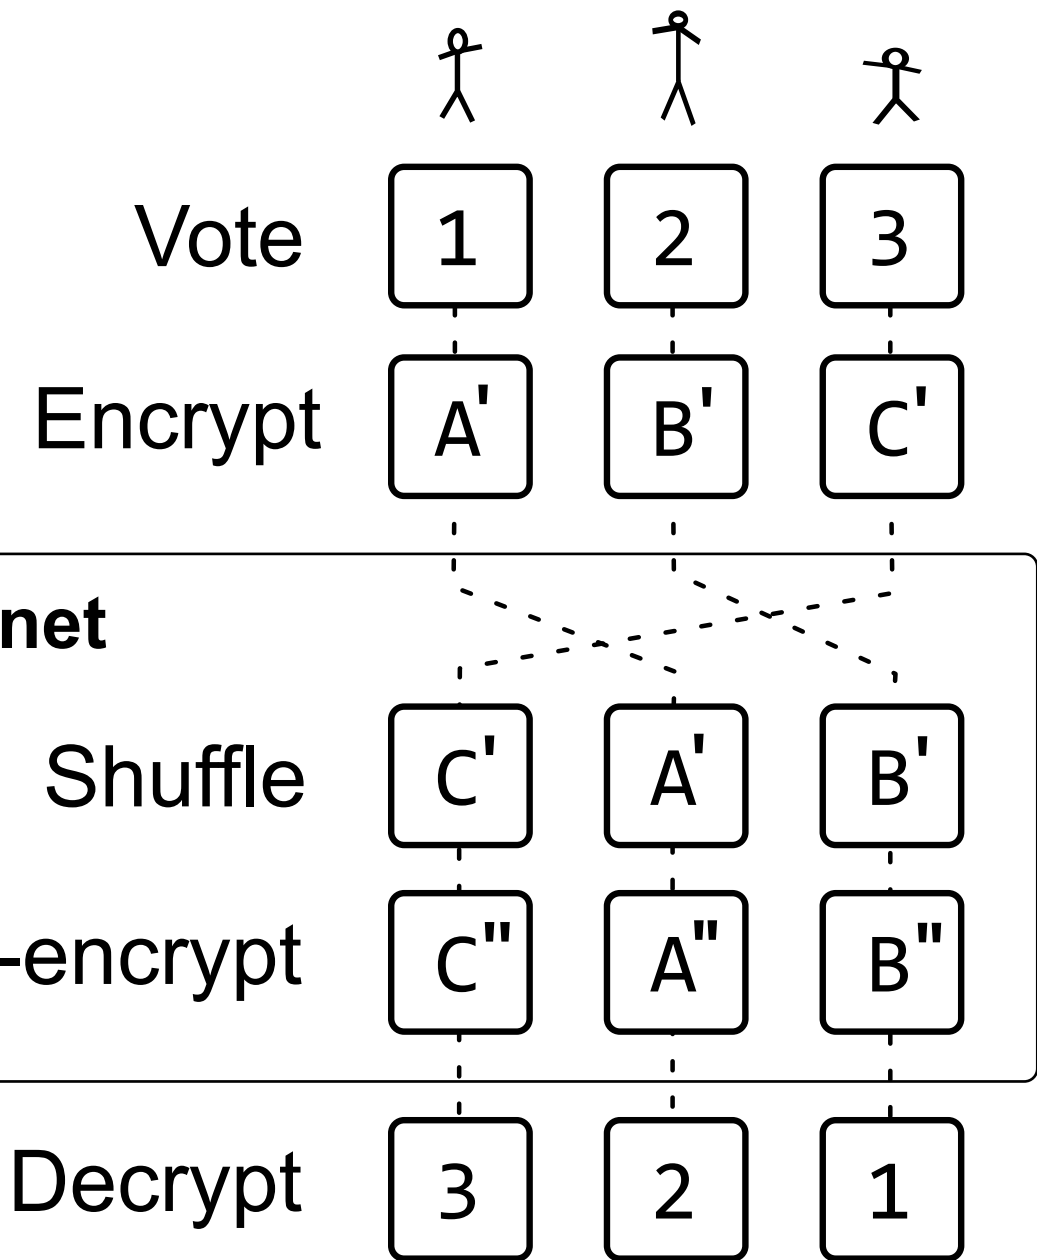 Vote 1 2 3
Encrypt A' B' C'
net
Shuffle C' A' B'
-encrypt C" A" B"
Decrypt 3 2 1